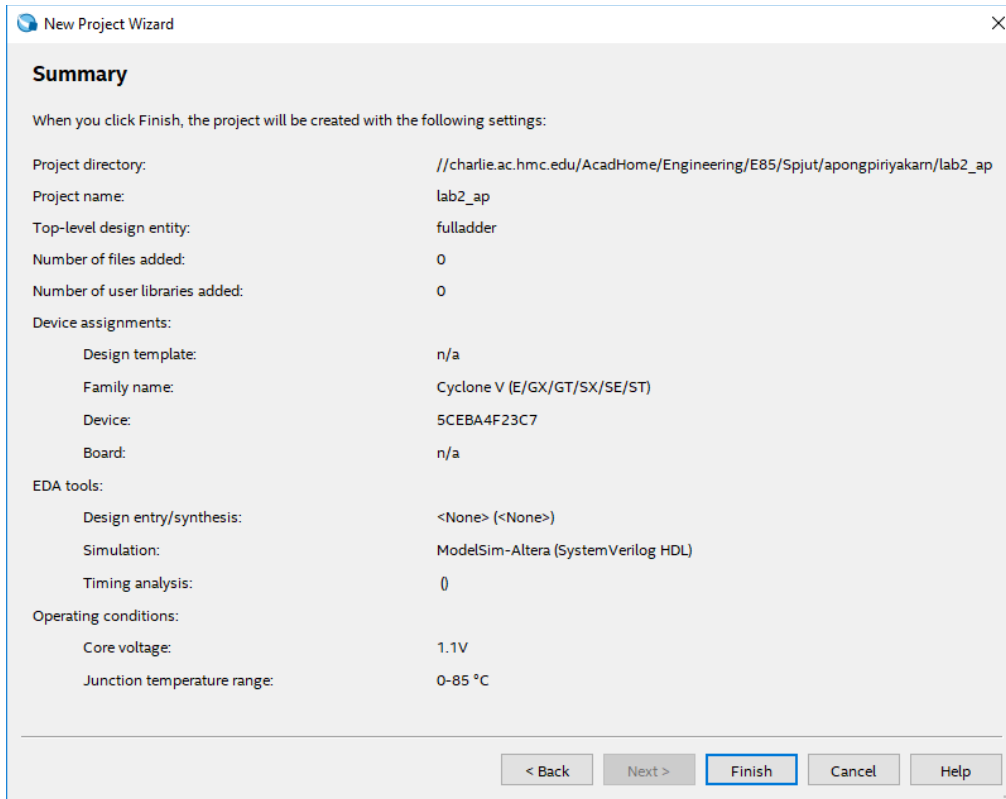 New Project Wizard
Summary
When you click Finish, the project will be created with the following settings:
Project directory: //charlie.ac.hmc.edu/AcadHome/Engineering/E85/Spjut/apongpiriyakarn/lab2_ap
Project name: lab2_ap
Top-level design entity: fulladder
Number of files added: 0
Number of user libraries added: 0
Device assignments:
Design template: n/a
Family name: Cyclone V (E/GX/GT/SX/SE/ST)
Device: 5CEBA4F23C7
Board: n/a
EDA tools:
Design entry/synthesis: <None> (<None>)
Simulation: ModelSim-Altera (SystemVerilog HDL)
Timing analysis: ()
Operating conditions:
Core voltage: 1.1V
Junction temperature range: 0-85 °C
< Back Next > Finish Cancel Help